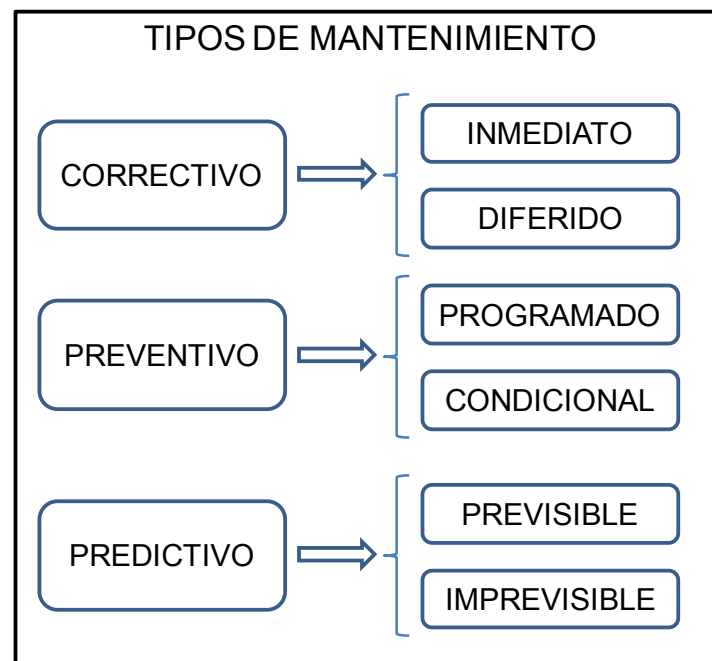 TIPOS DE MANTENIMIENTO
CORRECTIVO
INMEDIATO
DIFERIDO
PREVENTIVO
PROGRAMADO
CONDICIONAL
PREDICTIVO
PREVISIBLE
IMPREVISIBLE